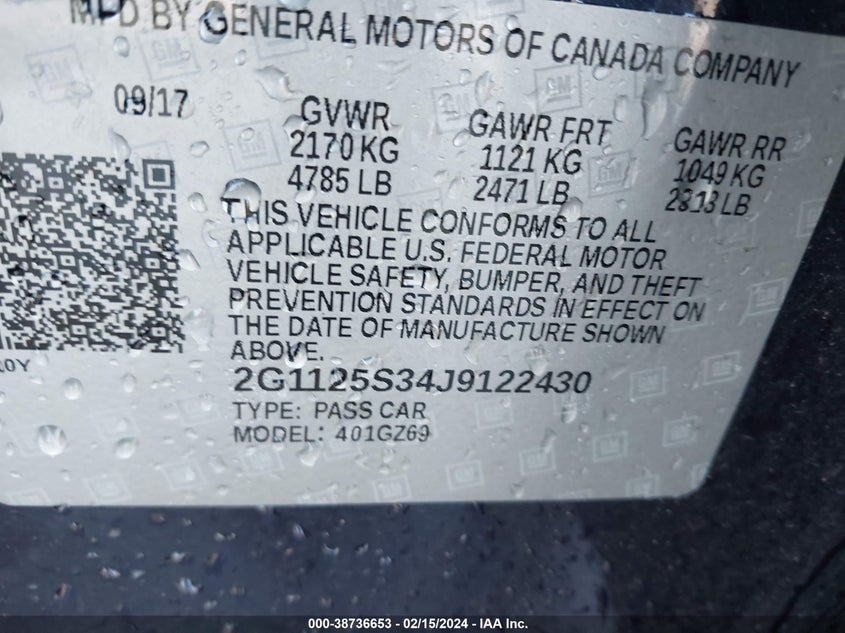 MFD BY GENERAL MOTORS OF CANADA COMPANY
09/17
GVWR
2170 KG
4785 LB
GAWR FRT
1121 KG
2471 LB
GAWR RR
1049 KG
2313 LB
THIS VEHICLE CONFORMS TO ALL
APPLICABLE U.S. FEDERAL MOTOR
VEHICLE SAFETY, BUMPER, AND THEFT
PREVENTION STANDARDS IN EFFECT ON
THE DATE OF MANUFACTURE SHOWN
ABOVE.
2G1125S34J9122430
TYPE: PASS CAR
MODEL: 401GZ69
000-38736653 - 02/15/2024 - IAA Inc.